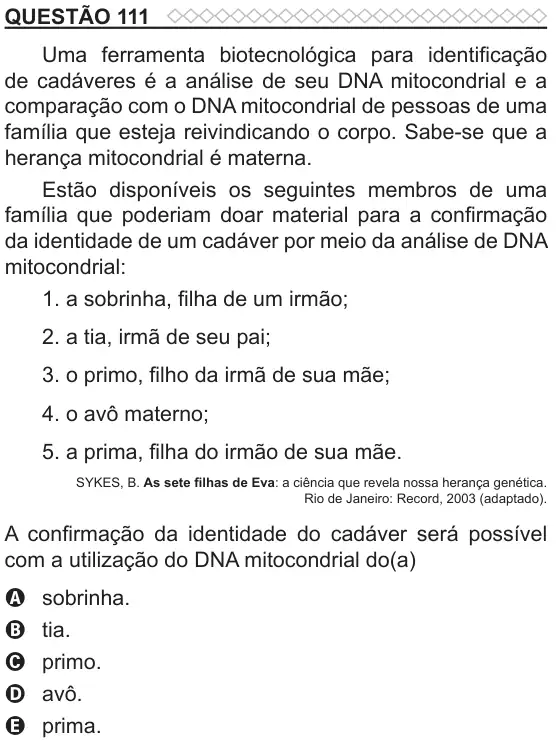 QUESTÃO 111
Uma ferramenta biotecnológica para identificação
de cadáveres é a análise de seu DNA mitocondrial e a
comparação com o DNA mitocondrial de pessoas de uma
família que esteja reivindicando o corpo. Sabe-se que a
herança mitocondrial é materna.
Estão disponíveis os seguintes membros de uma
família que poderiam doar material para a confirmação
da identidade de um cadáver por meio da análise de DNA
mitocondrial:
1. a sobrinha, filha de um irmão;
2. a tia, irmã de seu pai;
3. o primo, filho da irmã de sua mãe;
4. o avô materno;
5. a prima, filha do irmão de sua mãe.
SYKES, B. As sete filhas de Eva: a ciência que revela nossa herança genética.
Rio de Janeiro: Record, 2003 (adaptado).
A confirmação da identidade do cadáver será possível
com a utilização do DNA mitocondrial do(a)
A sobrinha.
B tia.
C primo.
D avô.
E prima.